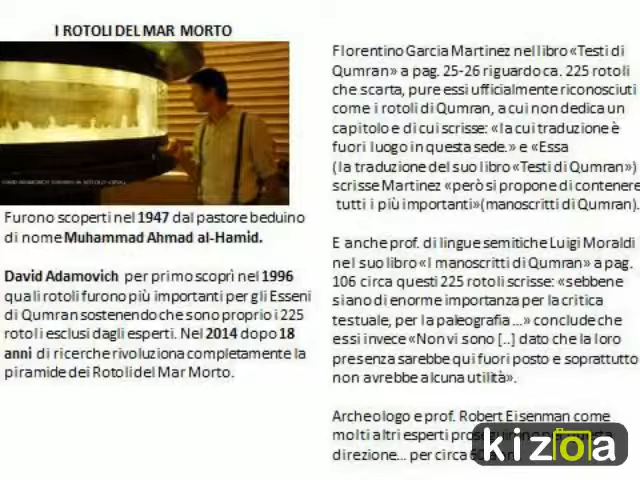 I ROTOLI DEL MAR MORTO
Furono scoperti nel 1947 dal pastore beduino
di nome Muhammad Ahmad al-Hamid.
David Adamovich per primo scoprì nel 1996
quali rotoli furono più importanti per gli Esseni
di Qumran sostenendo che sono proprio i 225
rotoli esclusi dagli esperti. Nel 2014 dopo 18
anni di ricerche rivoluziona completamente la
piramide dei Rotoli del Mar Morto.
Florentino Garcia Martinez nel libro «Testi di
Qumran» a pag. 25-26 riguardo ca. 225 rotoli
che scarta, pure essi ufficialmente riconosciuti
come i rotoli di Qumran, a cui non dedica un
capitolo e di cui scrisse: «la cui traduzione è
fuori luogo in questa sede.» e «Essa
(la traduzione del suo libro «Testi di Qumran»)
scrisse Martinez «però si propone di contenere
tutti i più importanti»(manoscritti di Qumran).
E anche prof. di lingue semitiche Luigi Moraldi
nel suo libro «I manoscritti di Qumran» a pag.
106 circa questi 225 rotoli scrisse: «sebbene
siano di enorme importanza per la critica
testuale, per la paleografia ...» conclude che
essi invece «Non vi sono [..] dato che la loro
presenza sarebbe qui fuori posto e soprattutto
non avrebbe alcuna utilità».
Archeologo e prof. Robert Eisenman come
molti altri esperti
direzione... per circa
kizoa